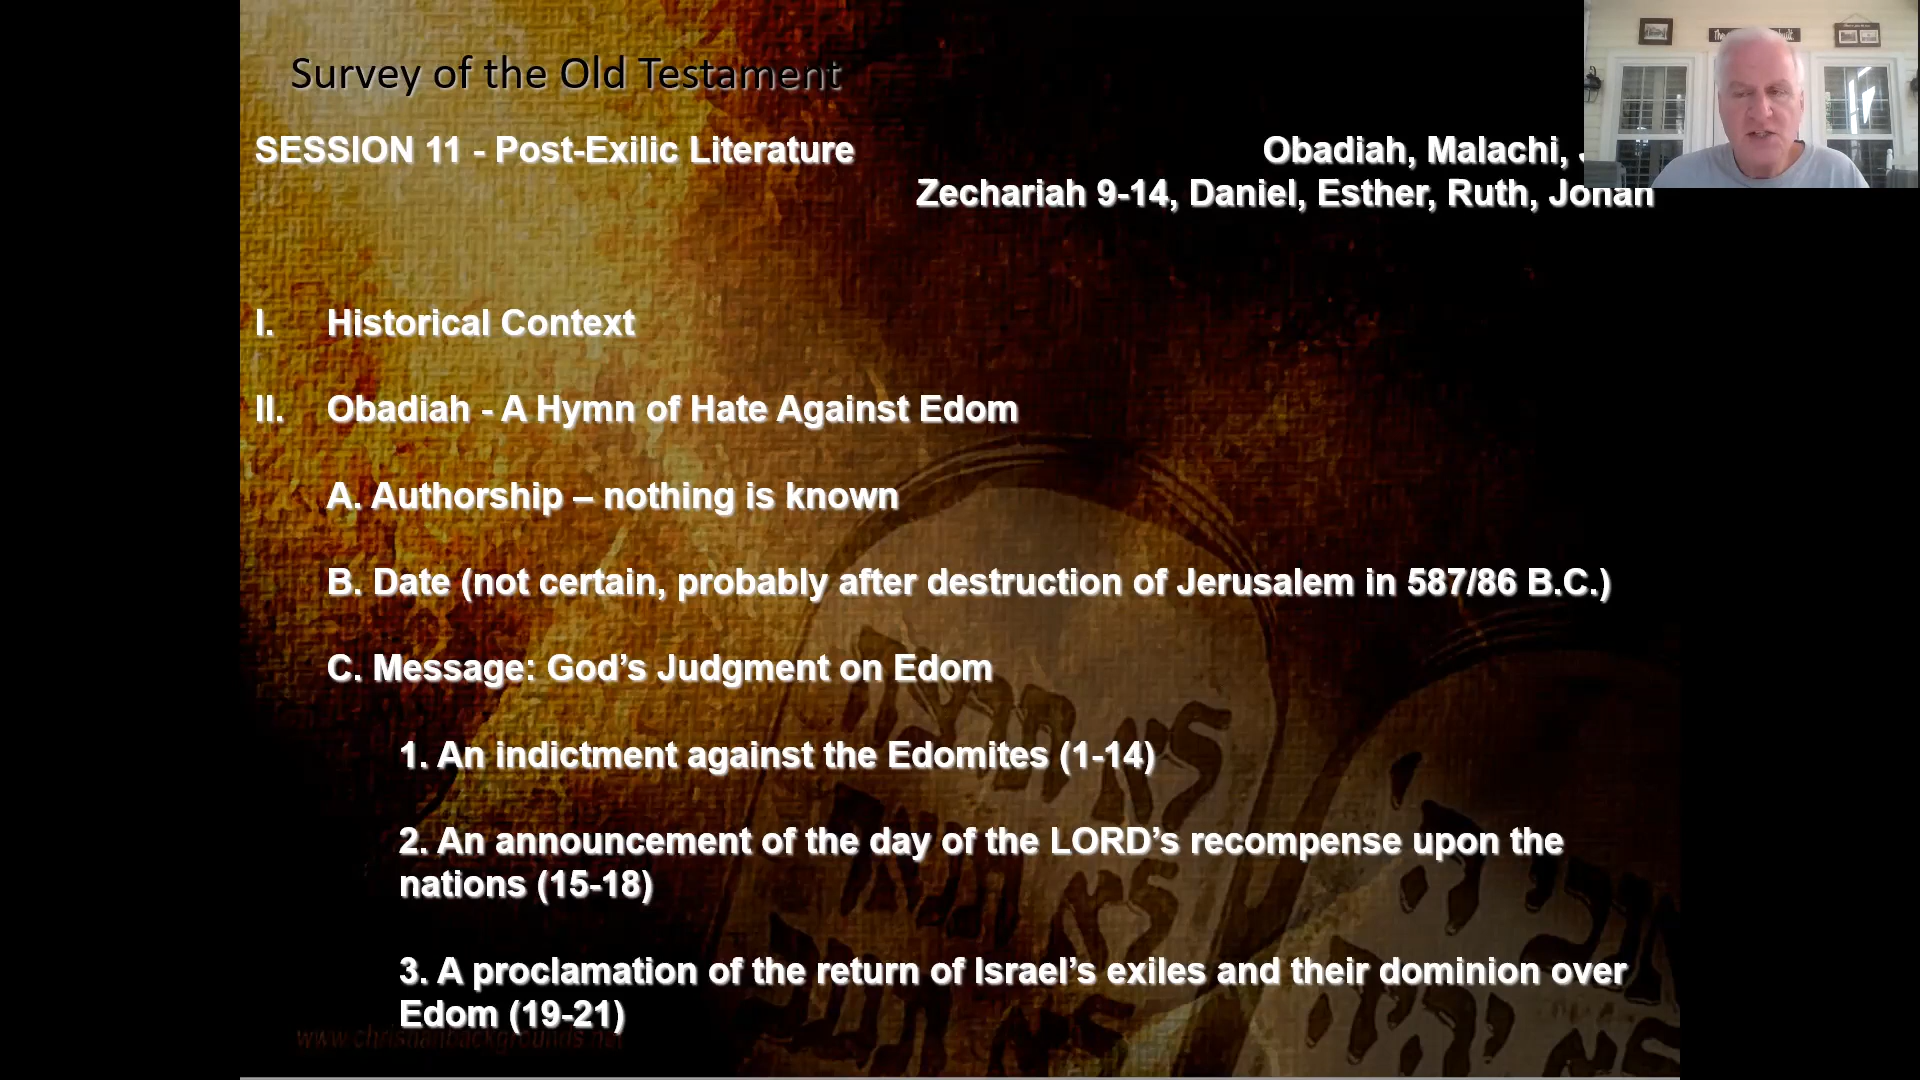 Survey of the Old Testament
SESSION 11 - Post-Exilic Literature
Obadiah, Malachi,
Zechariah 9-14, Daniel, Esther, Ruth, Jonah
I. Historical Context
II. Obadiah - A Hymn of Hate Against Edom
A. Authorship – nothing is known
B. Date (not certain, probably after destruction of Jerusalem in 587/86 B.C.)
C. Message: God’s Judgment on Edom
1. An indictment against the Edomites (1-14)
2. An announcement of the day of the LORD’s recompense upon the
nations (15-18)
3. A proclamation of the return of Israel’s exiles and their dominion over
Edom (19-21)
www.christianbackgrounds.net